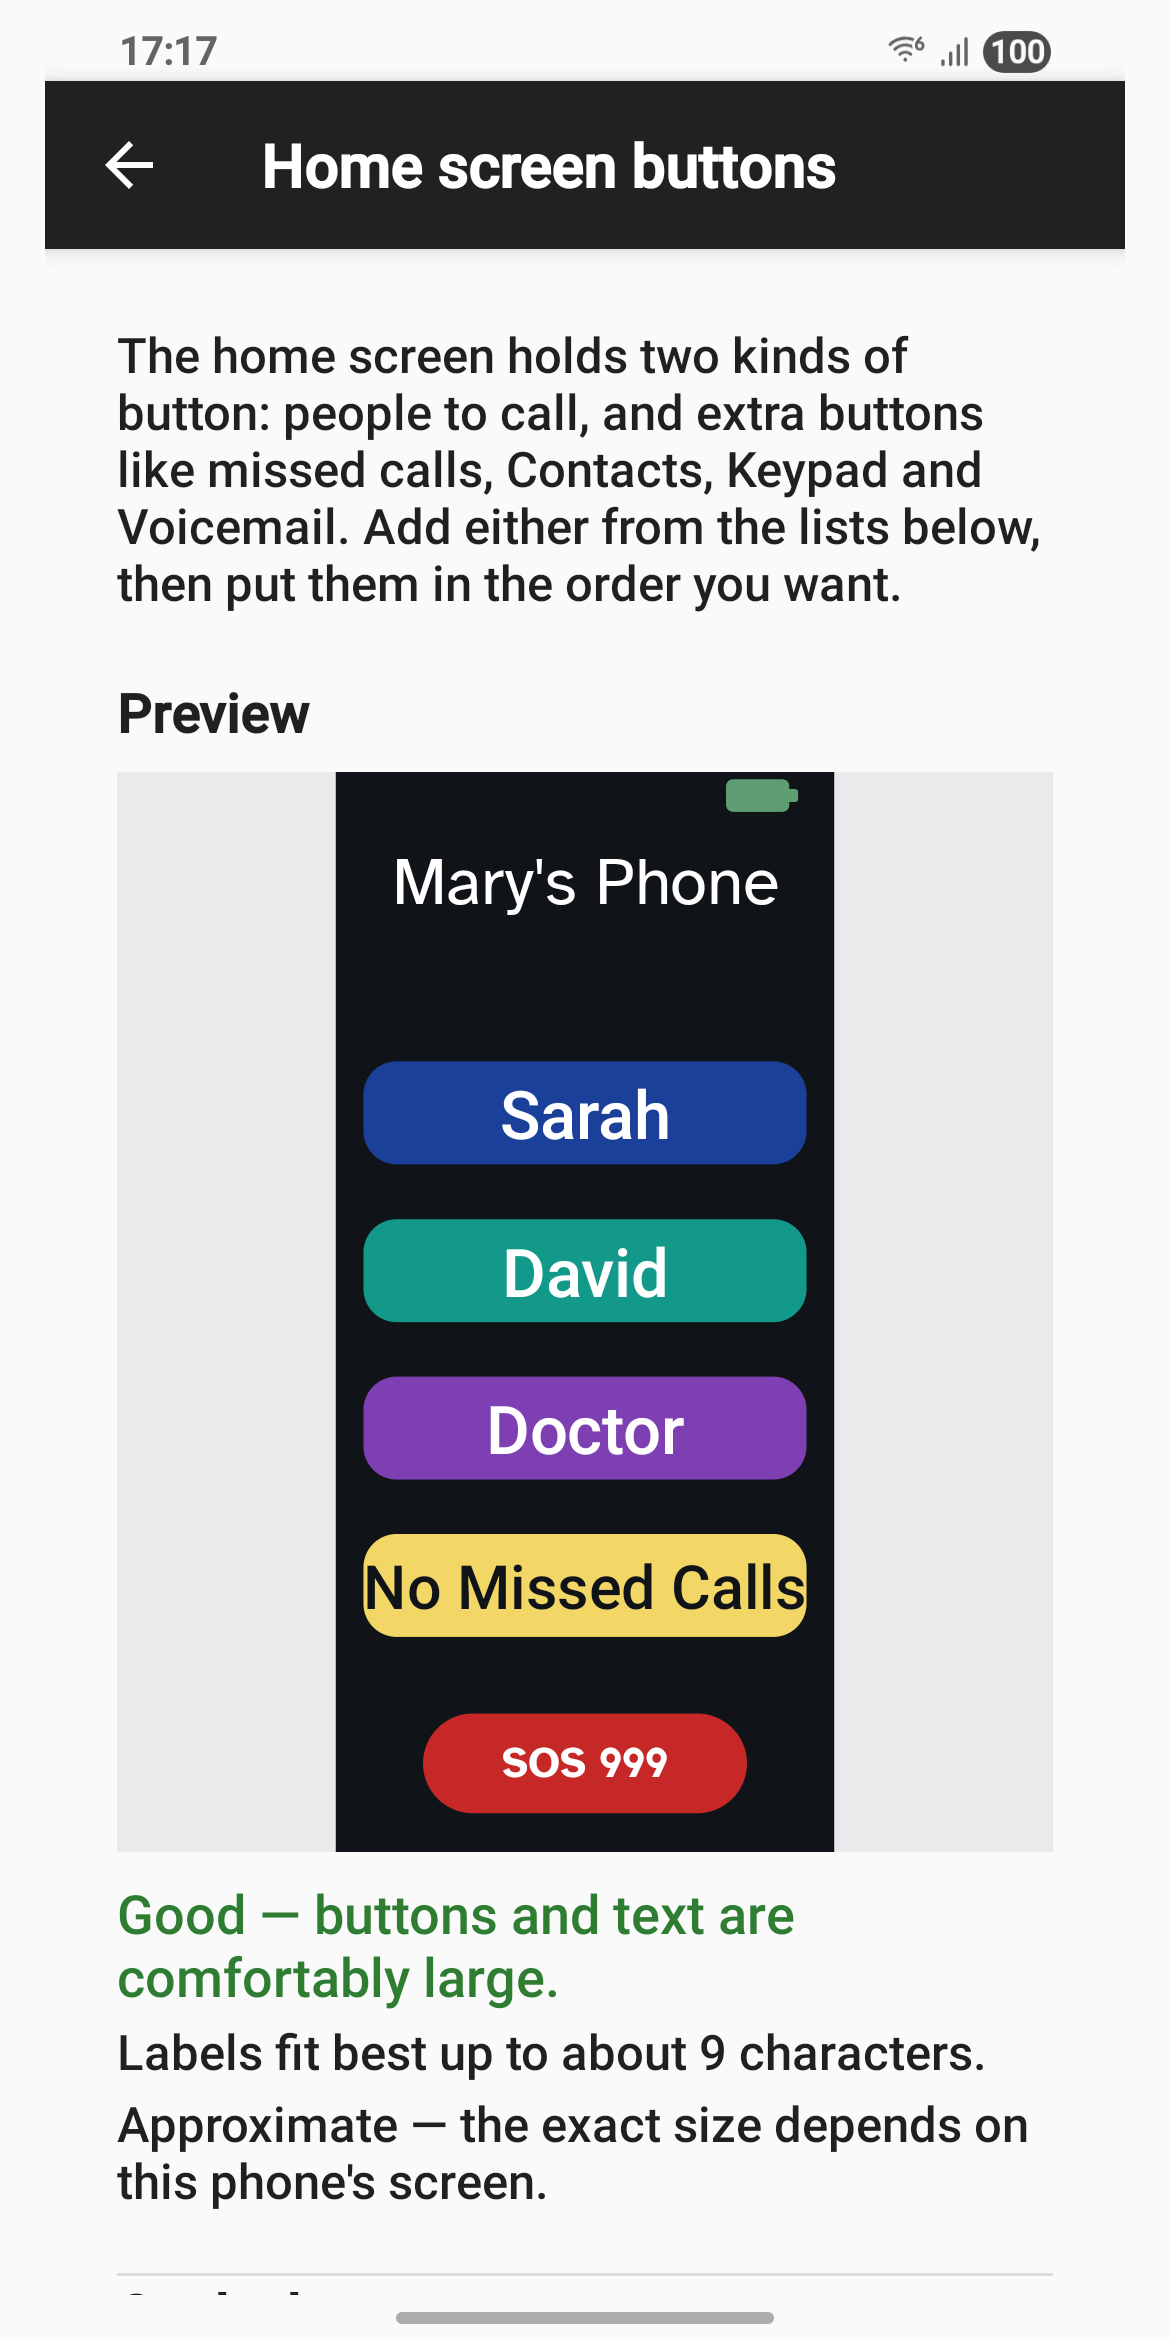 17:17
6
100
Home screen buttons
The home screen holds two kinds of
button: people to call, and extra buttons
like missed calls, Contacts, Keypad and
Voicemail. Add either from the lists below,
then put them in the order you want.
Preview
Mary's Phone
Sarah
David
Doctor
No Missed Calls
SOS 999
Good — buttons and text are
comfortably large.
Labels fit best up to about 9 characters.
Approximate — the exact size depends on
this phone's screen.